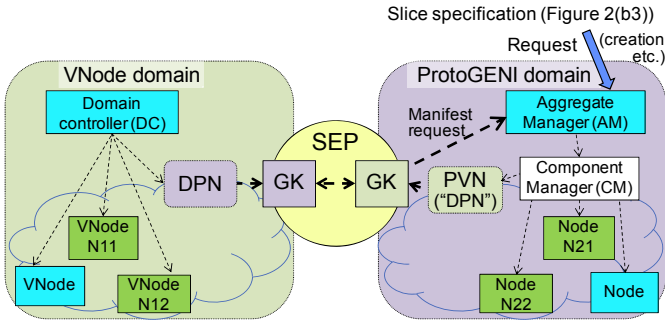 Slice specification (Figure 2(b3))
Request
(creation
etc.)
VNode domain
ProtoGENI domain
Domain
controller (DC)
Aggregate
Manager (AM)
Manifest
request
SEP
DPN
GK
GK
PVN
("DPN")
Component
Manager (CM)
VNode
N11
Node
N21
VNode
VNode
N12
Node
N22
Node